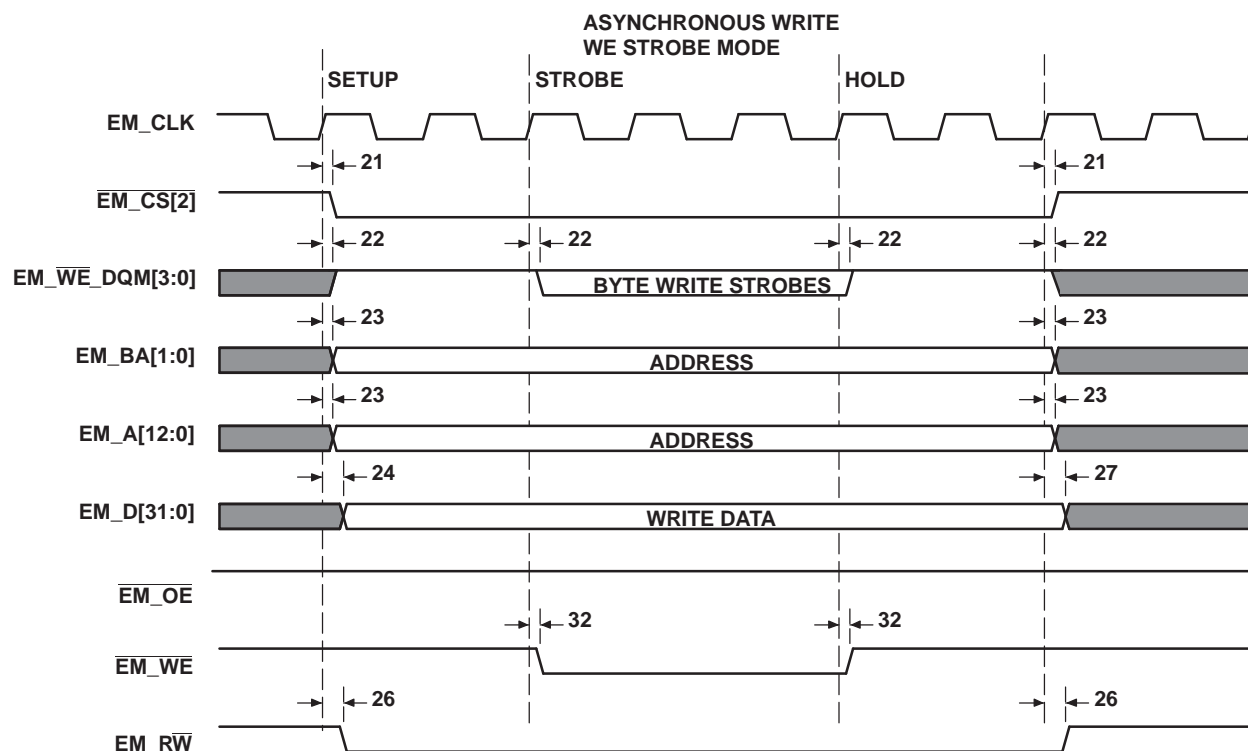 ASYNCHRONOUS WRITE
WE STROBE MODE
SETUP STROBE HOLD
EM_CLK
21 21
EM_CS[2]
22 22 22 22
EM_WE_DQM[3:0] BYTE WRITE STROBES
23 23
EM_BA[1:0] ADDRESS
23 23
EM_A[12:0] ADDRESS
24 27
EM_D[31:0] WRITE DATA
EM_OE
32 32
EM_WE
26 26
EM_RW